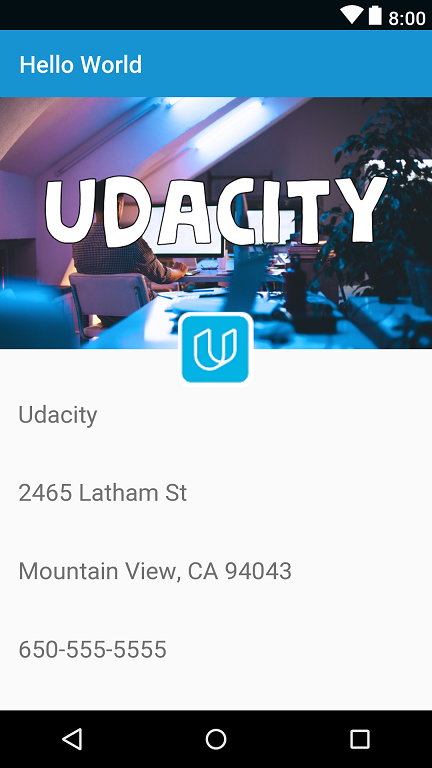 8:00
Hello World
UDACITY
Udacity
2465 Latham St
Mountain View, CA 94043
650-555-5555